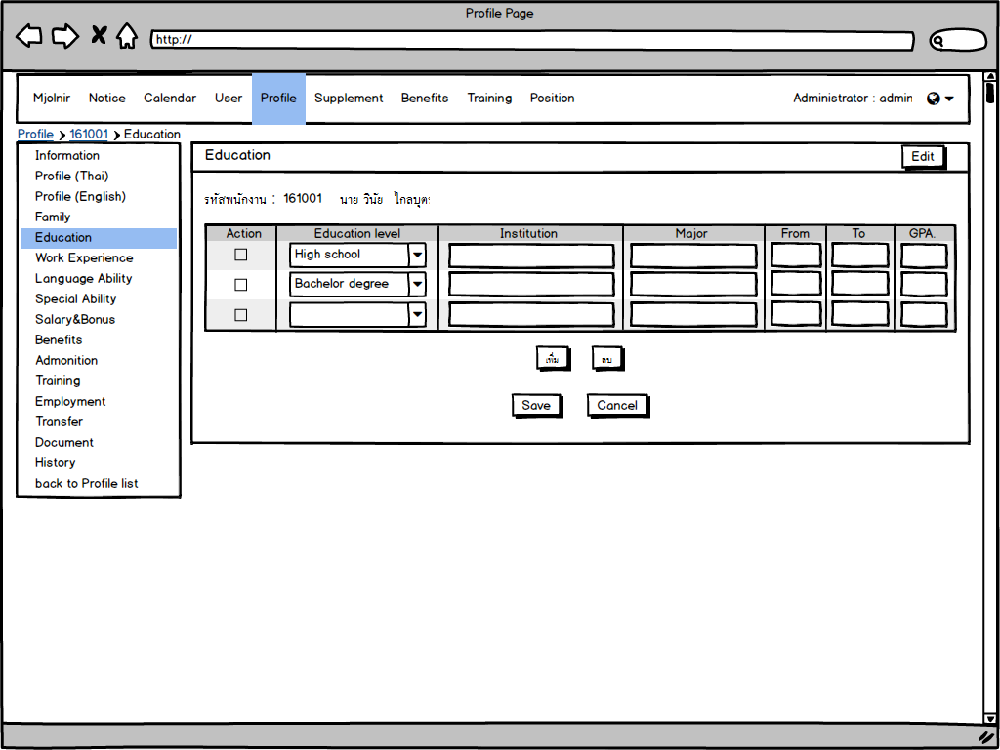 Profile Page
http://
Mjolnir Notice Calendar User Profile Supplement Benefits Training Position Administrator : admin
Profile > 161001 > Education
Information
Profile (Thai)
Profile (English)
Family
Education
Work Experience
Language Ability
Special Ability
Salary&Bonus
Benefits
Admonition
Training
Employment
Transfer
Document
History
back to Profile list
Education Edit
รหัสพนักงาน : 161001 นาย วินัย ไกลบุตร
Action Education level Institution Major From To GPA.
High school
Bachelor degree
เพิ่ม ลบ
Save Cancel